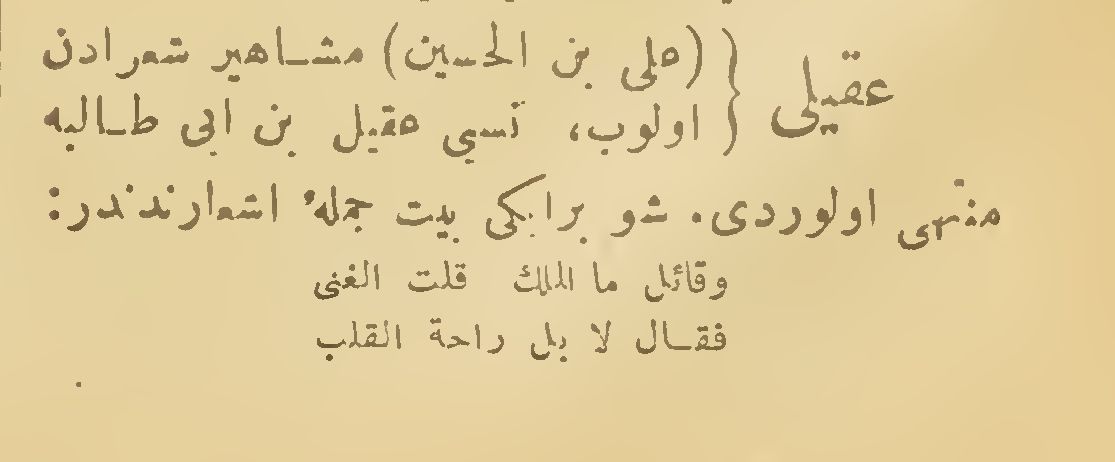 عقيلى } (على بن الحسين) مشاهير شعرادن
اولوب، نسبى عقيل بن ابى طالبه
منتهى اولوردى. شو برايكى بيت جملهٔ اشعارندندر:
وقائل ما الملك قلت الغنى
فقال لا بل راحة القلب